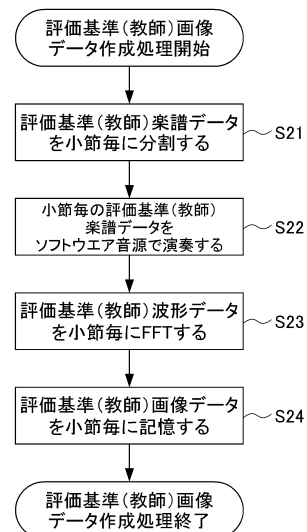 評価基準(教師)画像
データ作成処理開始
評価基準(教師)楽譜データ
を小節毎に分割する
S21
小節毎の評価基準(教師)
楽譜データを
ソフトウエア音源で演奏する
S22
評価基準(教師)波形データ
を小節毎にFFTする
S23
評価基準(教師)画像データ
を小節毎に記憶する
S24
評価基準(教師)画像
データ作成処理終了